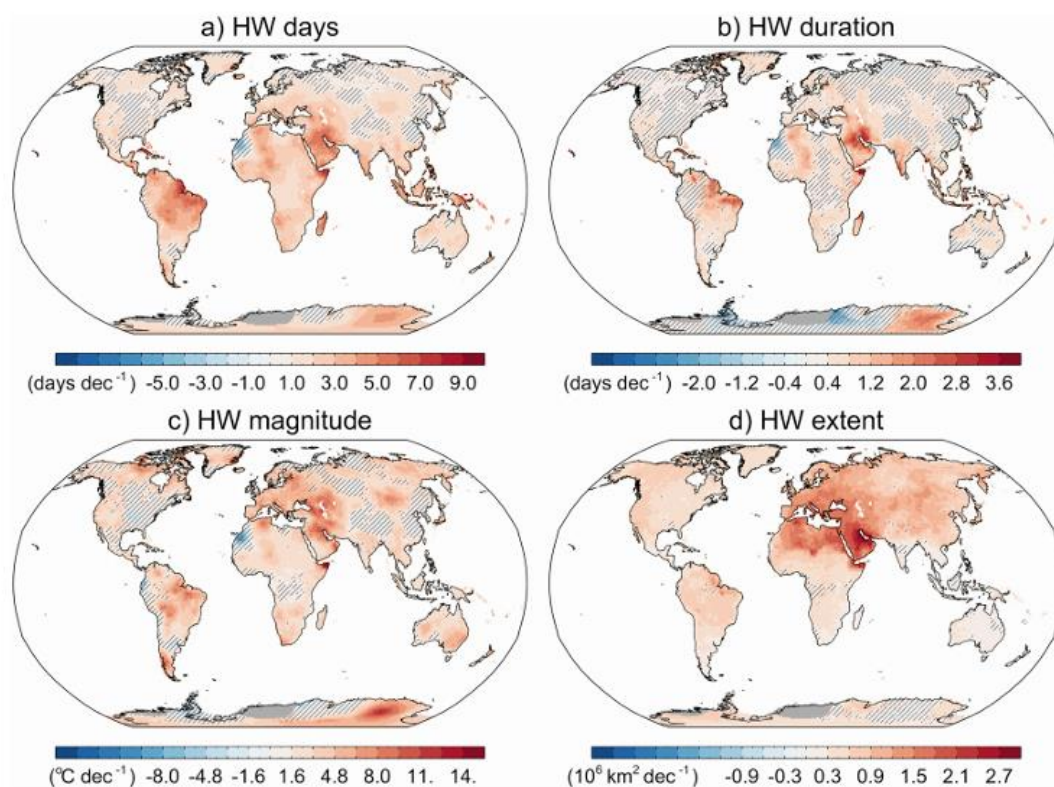 a) HW days
b) HW duration
(days dec⁻¹) -5.0 -3.0 -1.0 1.0 3.0 5.0 7.0 9.0
(days dec⁻¹) -2.0 -1.2 -0.4 0.4 1.2 2.0 2.8 3.6
c) HW magnitude
d) HW extent
(°C dec⁻¹) -8.0 -4.8 -1.6 1.6 4.8 8.0 11. 14.
(10⁶ km² dec⁻¹) -0.9 -0.3 0.3 0.9 1.5 2.1 2.7